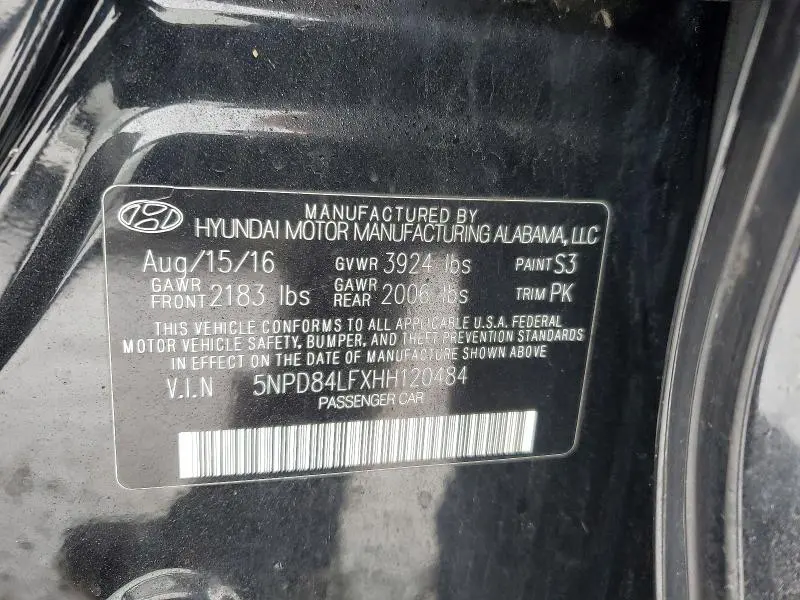 MANUFACTURED BY
HYUNDAI MOTOR MANUFACTURING ALABAMA, LLC
Aug/15/16 GVWR 3924 lbs PAINT S3
GAWR FRONT 2183 lbs GAWR REAR 2006 lbs TRIM PK
THIS VEHICLE CONFORMS TO ALL APPLICABLE U.S.A. FEDERAL
MOTOR VEHICLE SAFETY, BUMPER, AND THEFT PREVENTION STANDARDS
IN EFFECT ON THE DATE OF MANUFACTURE SHOWN ABOVE
V.I.N 5NPD84LFXHH120484
PASSENGER CAR